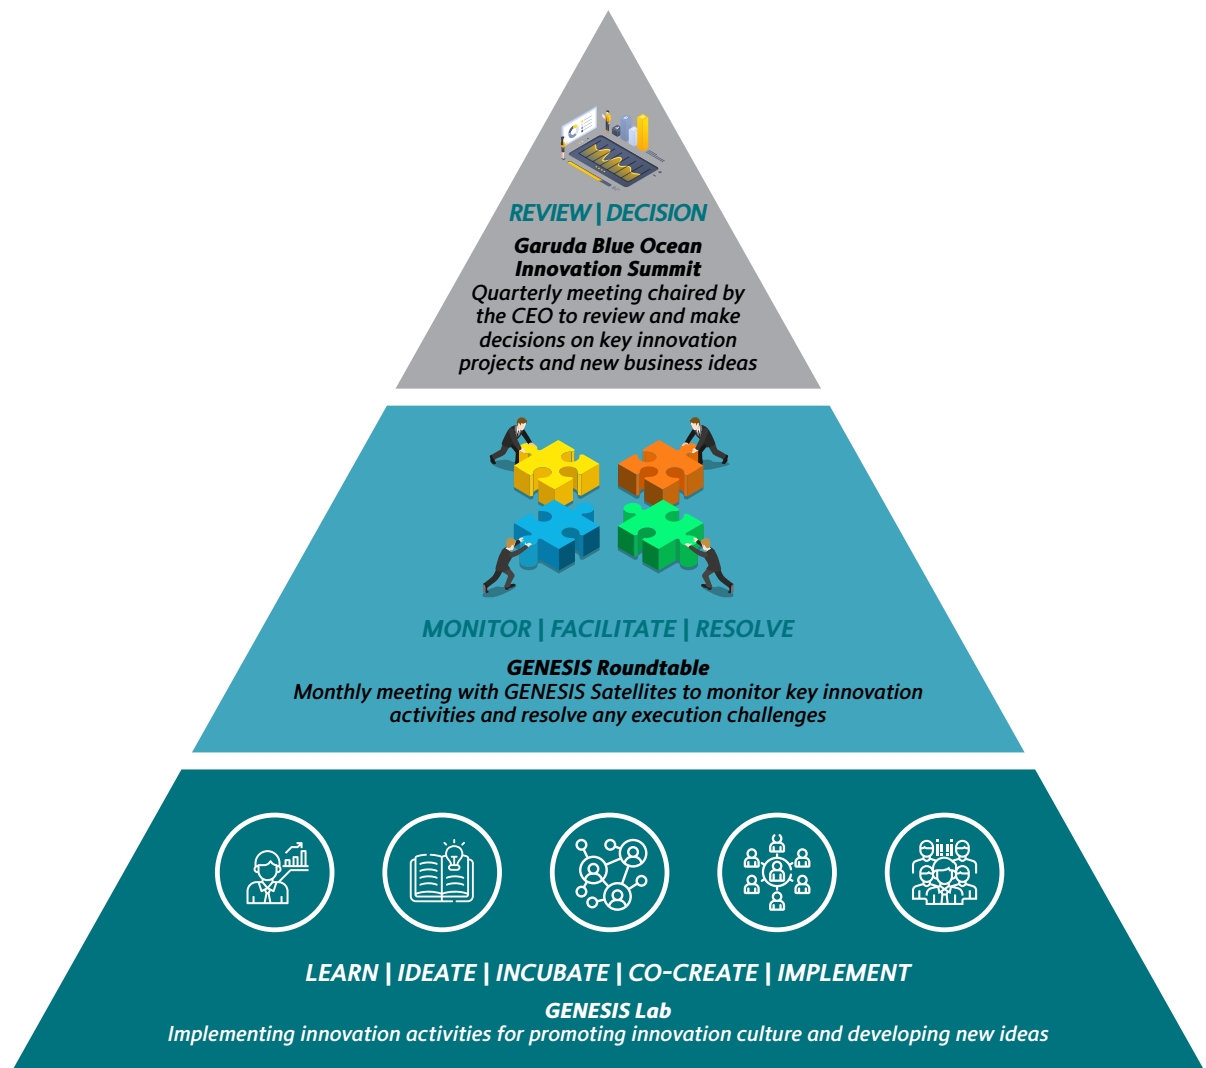 REVIEW | DECISION
Garuda Blue Ocean
Innovation Summit
Quarterly meeting chaired by
the CEO to review and make
decisions on key innovation
projects and new business ideas
MONITOR | FACILITATE | RESOLVE
GENESIS Roundtable
Monthly meeting with GENESIS Satellites to monitor key innovation
activities and resolve any execution challenges
LEARN | IDEATE | INCUBATE | CO-CREATE | IMPLEMENT
GENESIS Lab
Implementing innovation activities for promoting innovation culture and developing new ideas